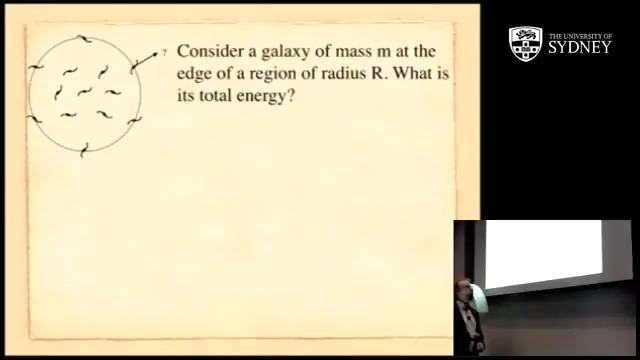 THE UNIVERSITY OF
SYDNEY
?
Consider a galaxy of mass m at the
edge of a region of radius R. What is
its total energy?